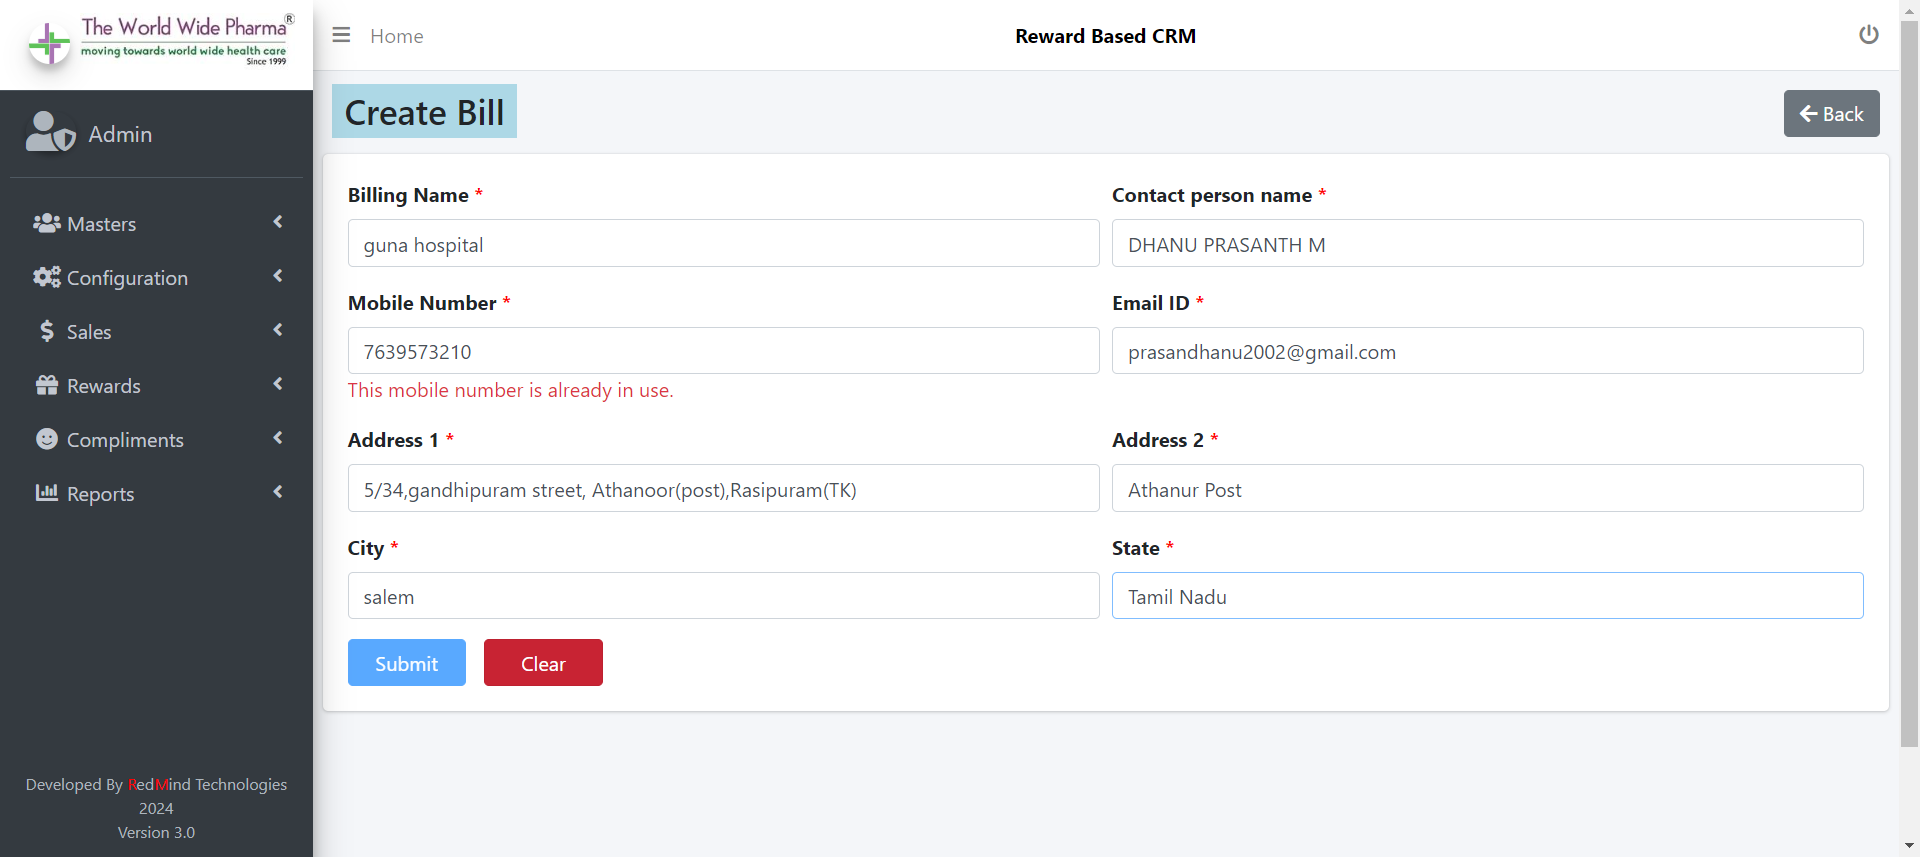 The World Wide Pharma®
moving towards world wide health care
Since 1999
Home
Reward Based CRM
Admin
Masters
Configuration
Sales
Rewards
Compliments
Reports
Developed By RedMind Technologies
2024
Version 3.0
Create Bill
Back
Billing Name *
guna hospital
Contact person name *
DHANU PRASANTH M
Mobile Number *
7639573210
This mobile number is already in use.
Email ID *
prasandhanu2002@gmail.com
Address 1 *
5/34,gandhipuram street, Athanoor(post),Rasipuram(TK)
Address 2 *
Athanur Post
City *
salem
State *
Tamil Nadu
Submit
Clear